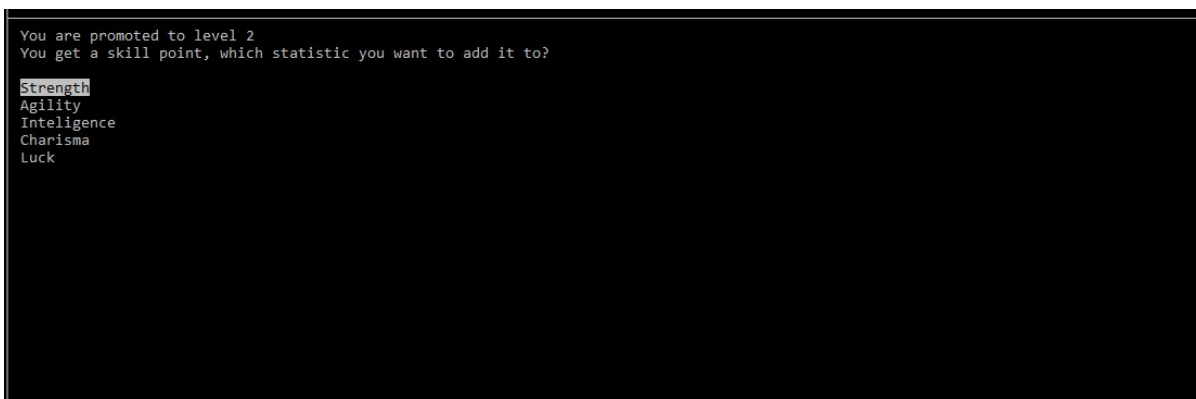 You are promoted to level 2
You get a skill point, which statistic you want to add it to?
Strength
Agility
Inteligence
Charisma
Luck